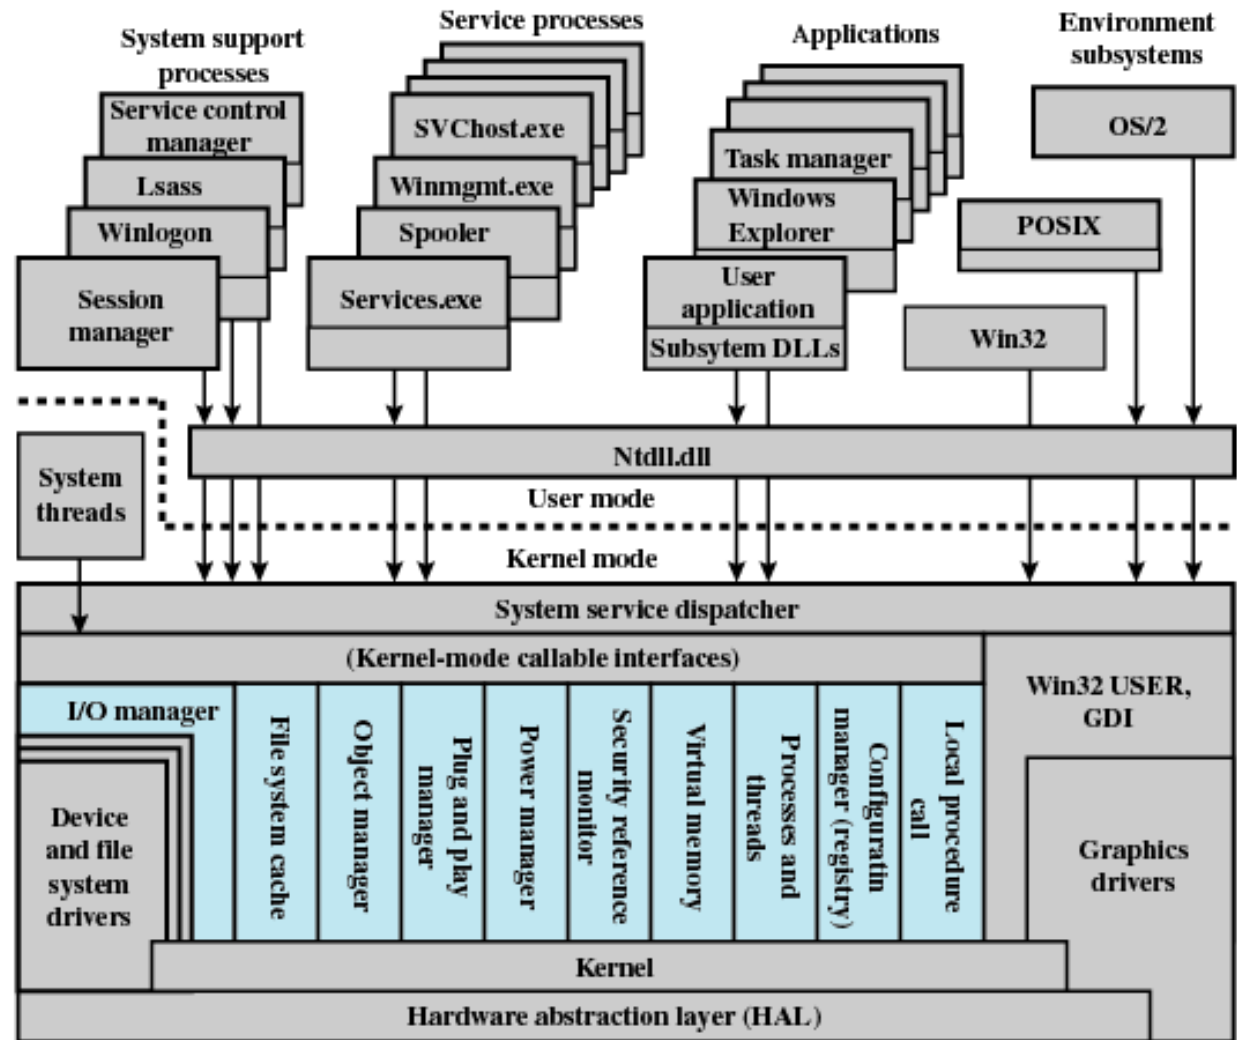 System support
processes
Service processes
Applications
Environment
subsystems
Service control
manager
Lsass
Winlogon
Session
manager
SVChost.exe
Winmgmt.exe
Spooler
Services.exe
Task manager
Windows
Explorer
User
application
Subsytem DLLs
OS/2
POSIX
Win32
System
threads
Ntdll.dll
User mode
Kernel mode
System service dispatcher
(Kernel-mode callable interfaces)
Win32 USER,
GDI
I/O manager
Device
and file
system
drivers
File system cache
Object manager
Plug and play
manager
Power manager
Security reference
monitor
Virtual memory
Processes and
threads
Configuratin
manager (registry)
Local procedure
call
Graphics
drivers
Kernel
Hardware abstraction layer (HAL)